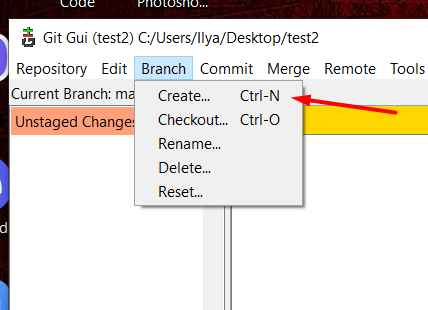 Code Photosho...
Git Gui (test2) C:/Users/Ilya/Desktop/test2
Repository Edit Branch Commit Merge Remote Tools
Current Branch: ma
Create... Ctrl-N
Unstaged Changes
Checkout... Ctrl-O
Rename...
Delete...
Reset...
d